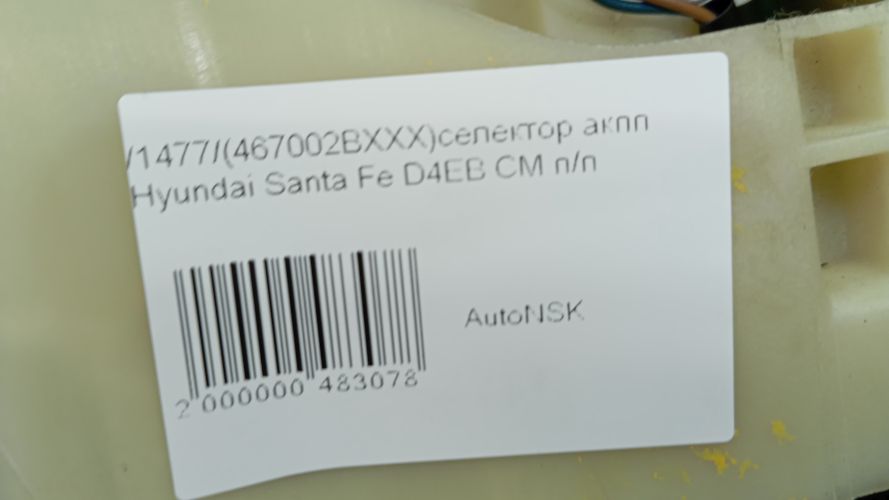 /1477/(467002BXXX)селектор акпп
Hyundai Santa Fe D4EB CM п/п
AutoNSK
2 000000 483078